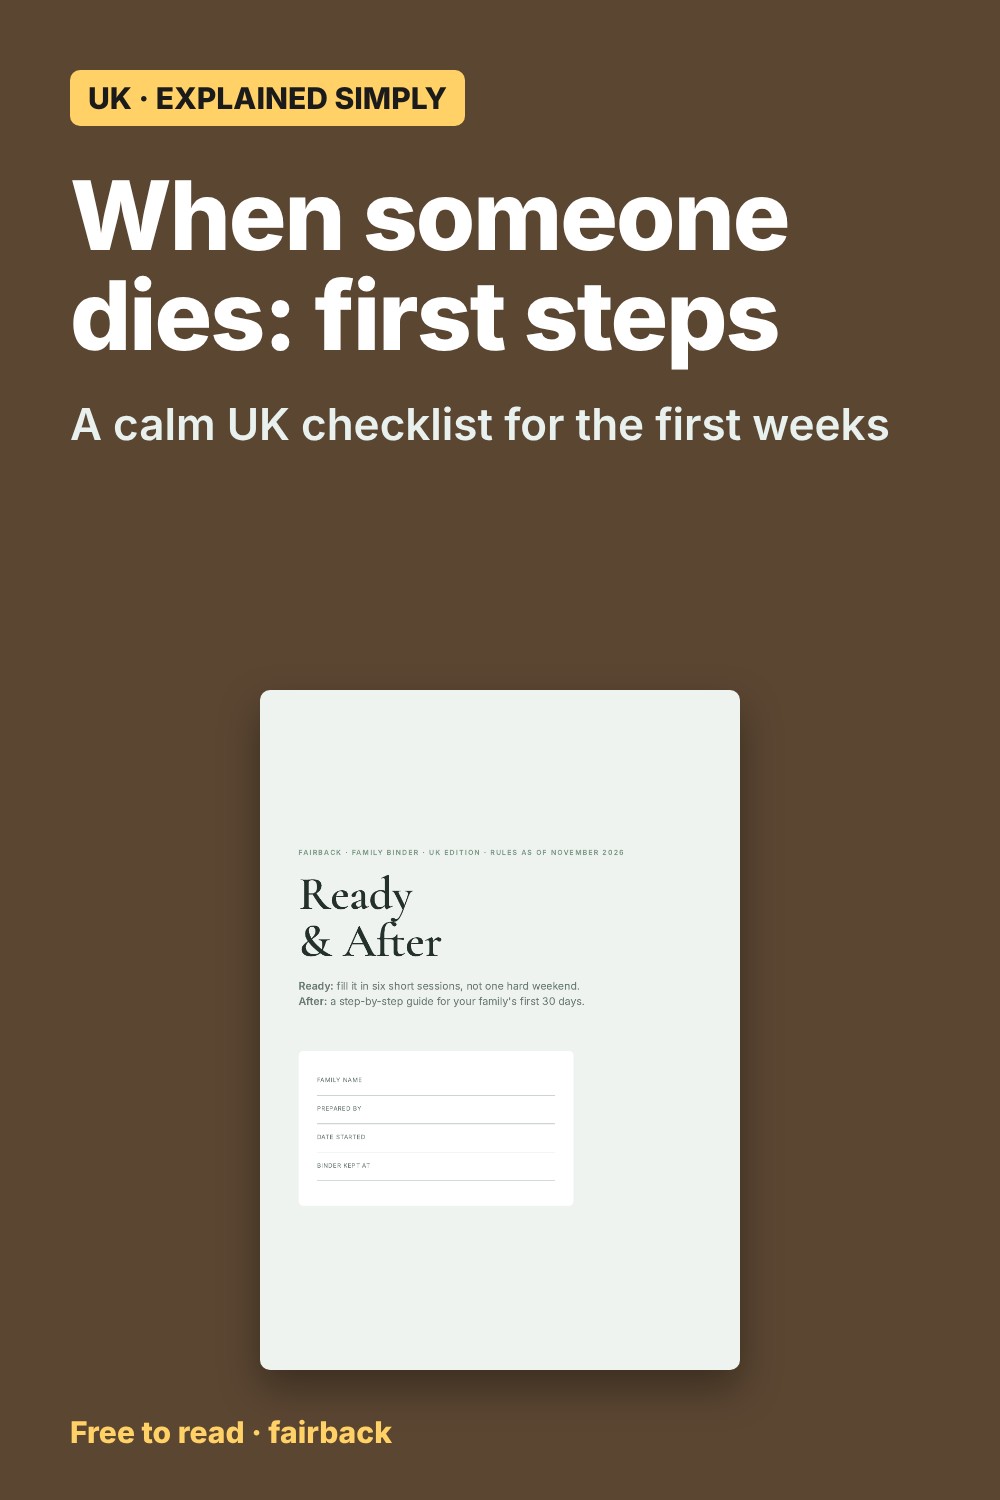 UK · EXPLAINED SIMPLY
When someone
dies: first steps
A calm UK checklist for the first weeks
FAIRBACK · FAMILY BINDER · UK EDITION · RULES AS OF NOVEMBER 2026
Ready
& After
Ready: fill it in six short sessions, not one hard weekend.
After: a step-by-step guide for your family's first 30 days.
FAMILY NAME
PREPARED BY
DATE STARTED
BINDER KEPT AT
Free to read · fairback